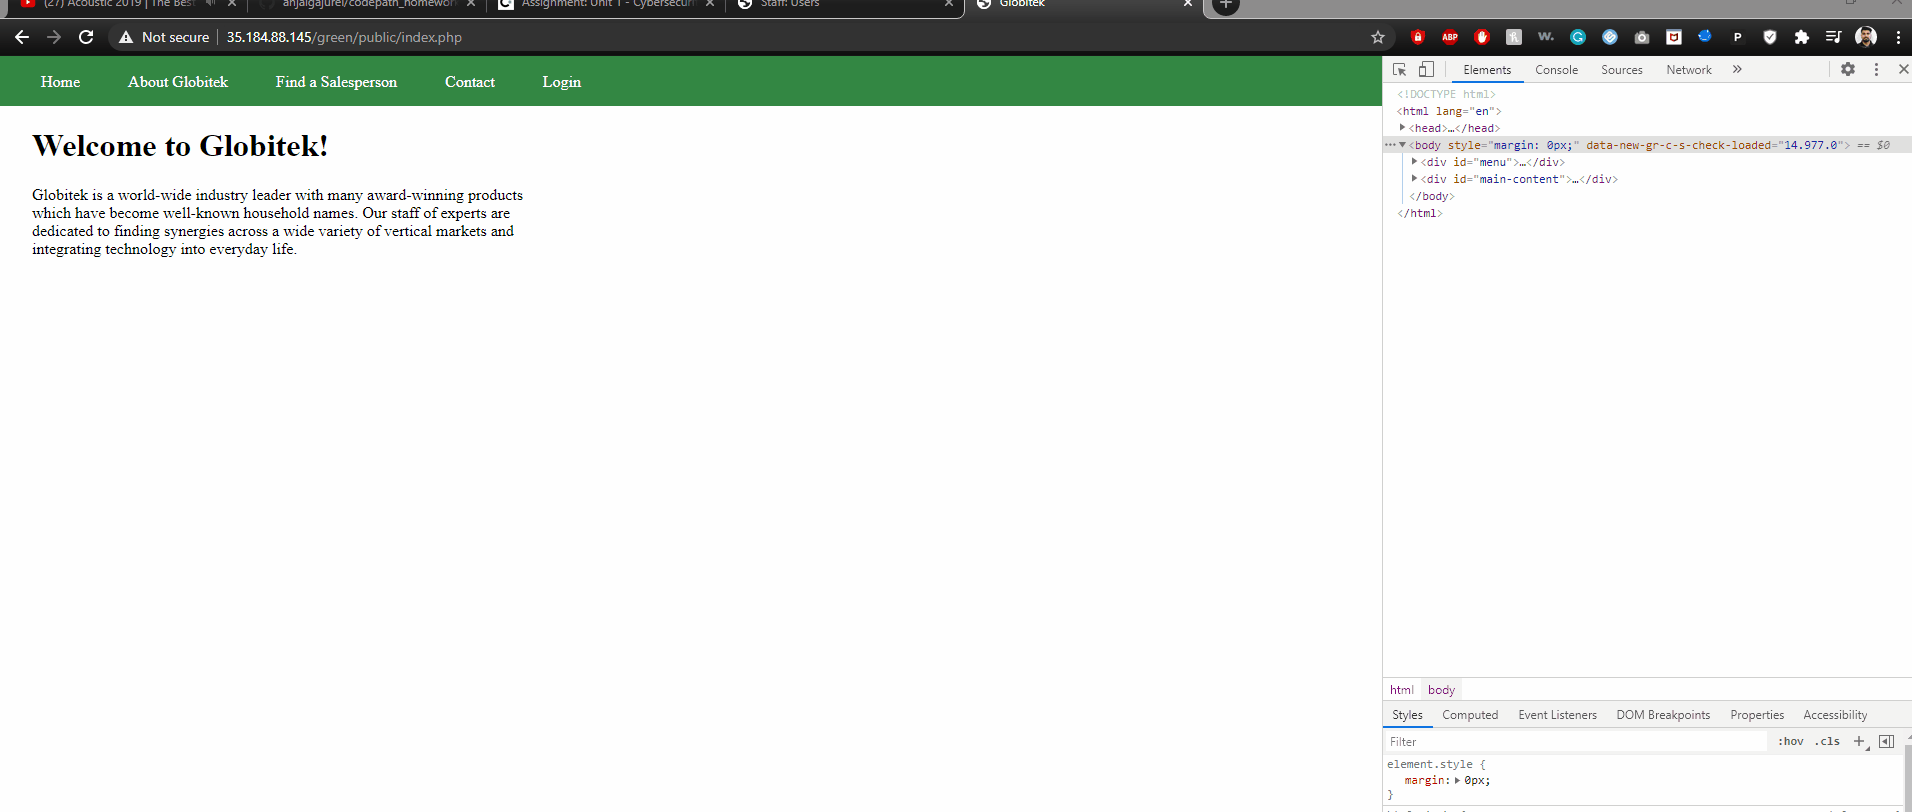 (27) Acoustic 2019 | The Best
anjalgajurel/codepath_homework
Assignment: Unit 1 - Cybersecuri
Staff: Users
Globitek
Not secure
35.184.88.145/green/public/index.php
ABP
w.
P
Home
About Globitek
Find a Salesperson
Contact
Login
Welcome to Globitek!
Globitek is a world-wide industry leader with many award-winning products
which have become well-known household names. Our staff of experts are
dedicated to finding synergies across a wide variety of vertical markets and
integrating technology into everyday life.
Elements
Console
Sources
Network
<!DOCTYPE html>
<html lang="en">
<head>…</head>
<body style="margin: 0px;" data-new-gr-c-s-check-loaded="14.977.0"> == $0
<div id="menu">…</div>
<div id="main-content">…</div>
</body>
</html>
html
body
Styles
Computed
Event Listeners
DOM Breakpoints
Properties
Accessibility
Filter
:hov
.cls
element.style {
margin: 0px;
}